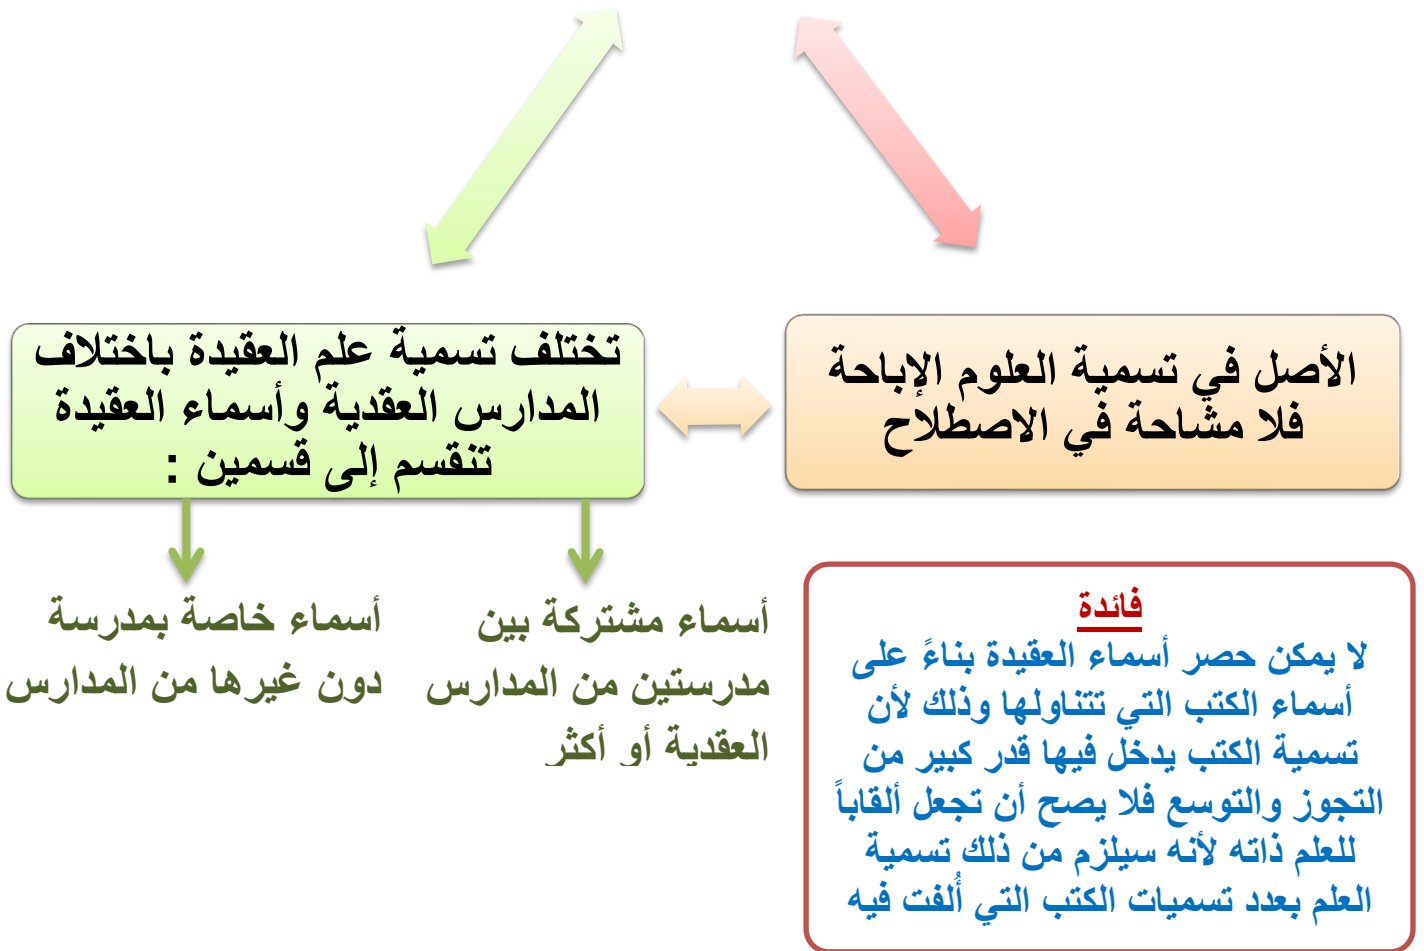 الأصل في تسمية العلوم الإباحة
فلا مشاحة في الاصطلاح
تختلف تسمية علم العقيدة باختلاف
المدارس العقدية وأسماء العقيدة
تنقسم إلى قسمين :
أسماء مشتركة بين
مدرستين من المدارس
العقدية أو أكثر
أسماء خاصة بمدرسة
دون غيرها من المدارس
فائدة
لا يمكن حصر أسماء العقيدة بناءً على
أسماء الكتب التي تتناولها وذلك لأن
تسمية الكتب يدخل فيها قدر كبير من
التجوز والتوسع فلا يصح أن تجعل ألقاباً
للعلم ذاته لأنه سيلزم من ذلك تسمية
العلم بعدد تسميات الكتب التي أُلفت فيه